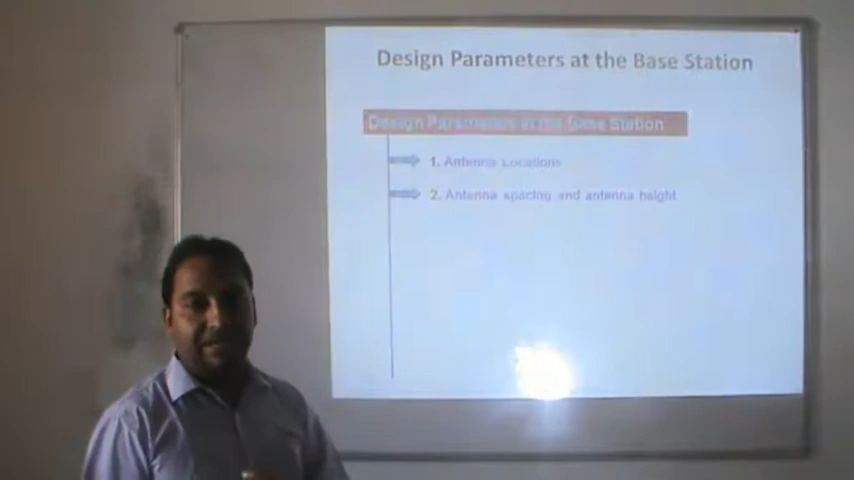 Design Parameters at the Base Station
Design Parameters at the Base Station
1. Antenna Locations
2. Antenna spacing and antenna height